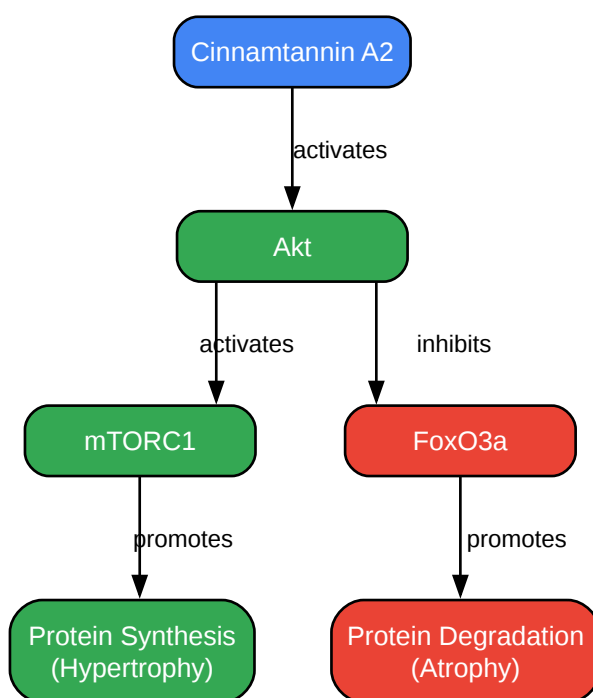 Cinnamtannin A2
activates
Akt
activates
inhibits
mTORC1
FoxO3a
promotes
promotes
Protein Synthesis
(Hypertrophy)
Protein Degradation
(Atrophy)